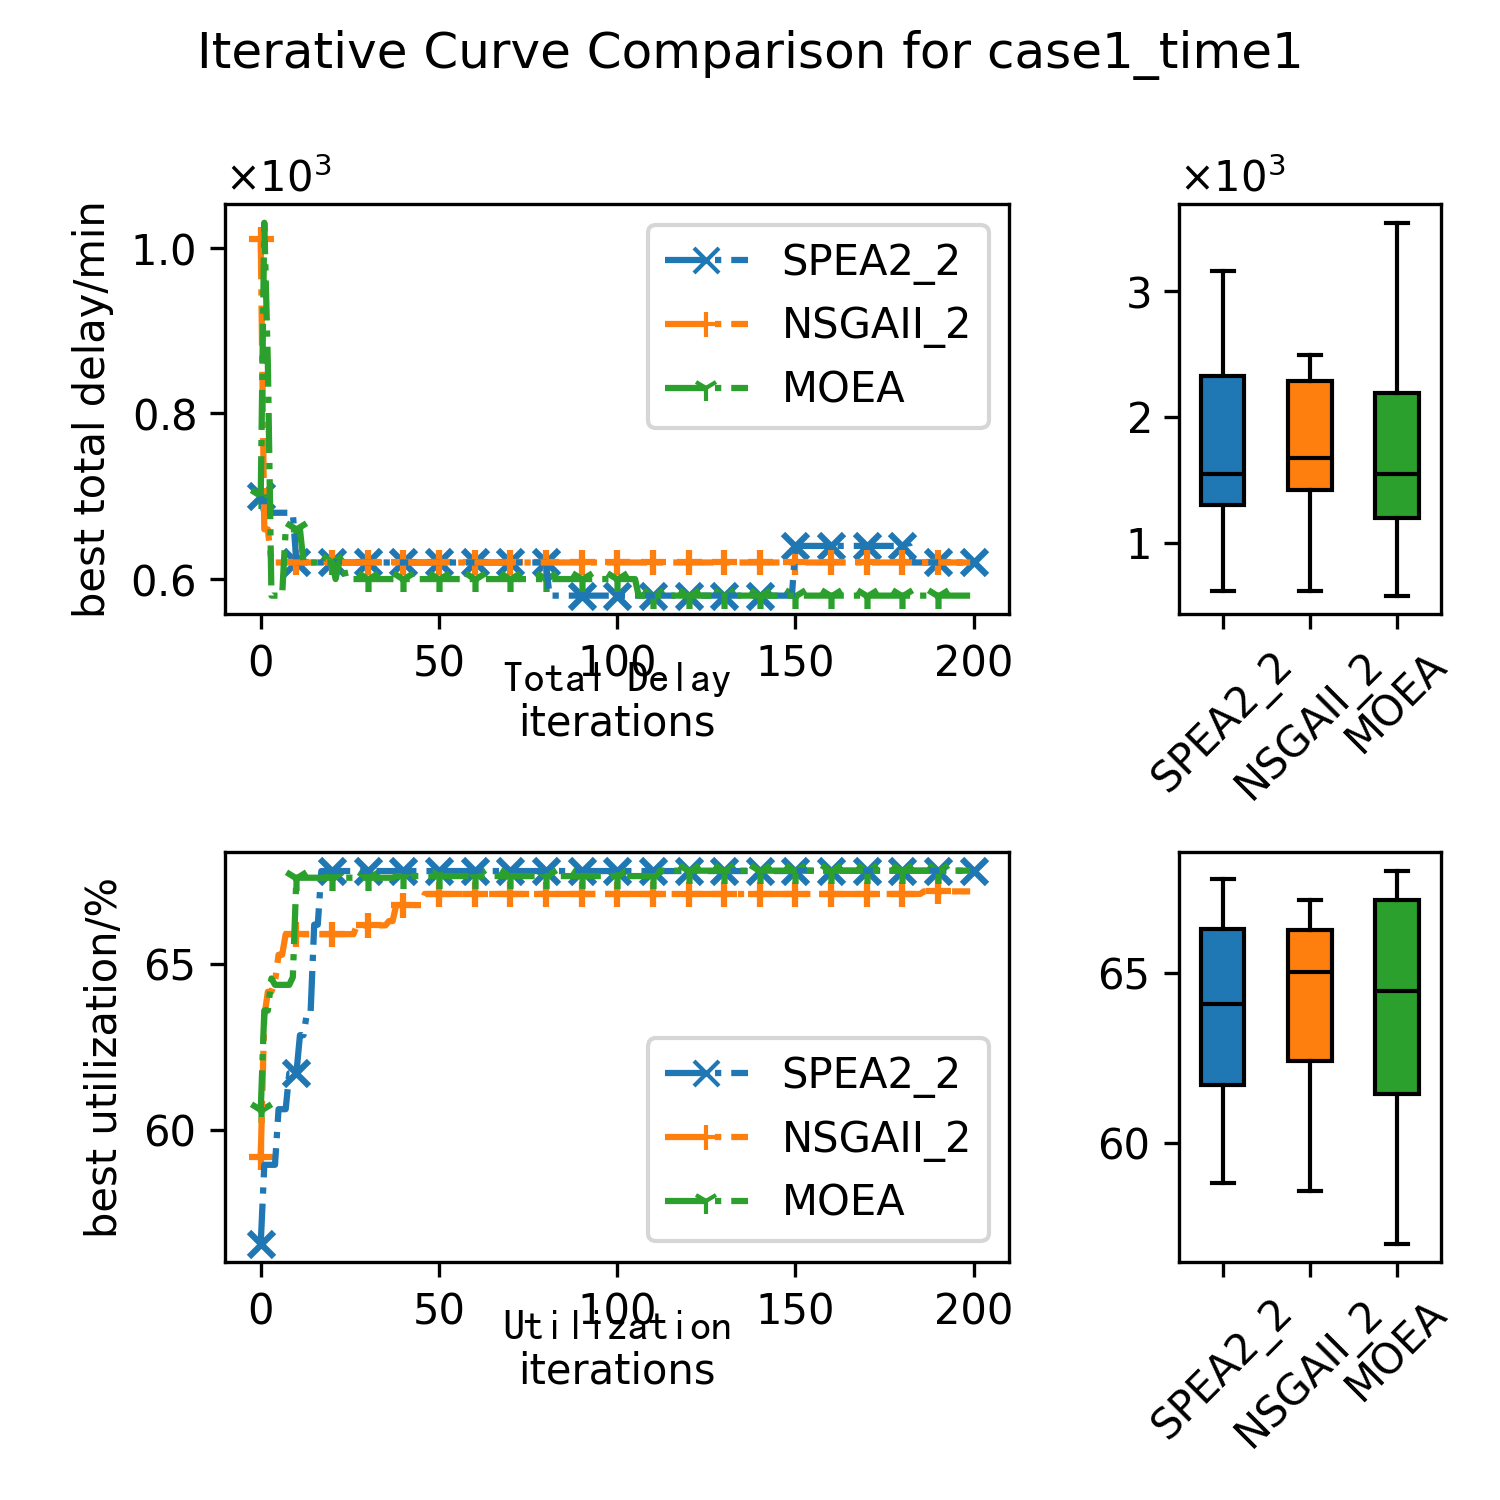 Iterative Curve Comparison for case1_time1
×10³
best total delay/min
1.0
0.8
0.6
SPEA2_2
NSGAII_2
MOEA
0 50 100 150 200
Total Delay
iterations
×10³
3
2
1
SPEA2_2
NSGAII_2
MOEA
best utilization/%
65
60
SPEA2_2
NSGAII_2
MOEA
0 50 100 150 200
Utilization
iterations
65
60
SPEA2_2
NSGAII_2
MOEA